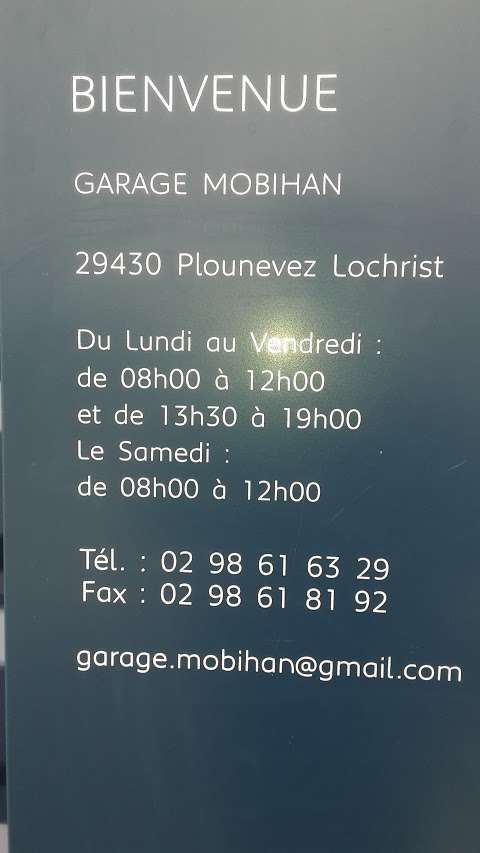 BIENVENUE
GARAGE MOBIHAN
29430 Plounevez Lochrist
Du Lundi au Vendredi :
de 08h00 à 12h00
et de 13h30 à 19h00
Le Samedi :
de 08h00 à 12h00
Tél. : 02 98 61 63 29
Fax : 02 98 61 81 92
garage.mobihan@gmail.com